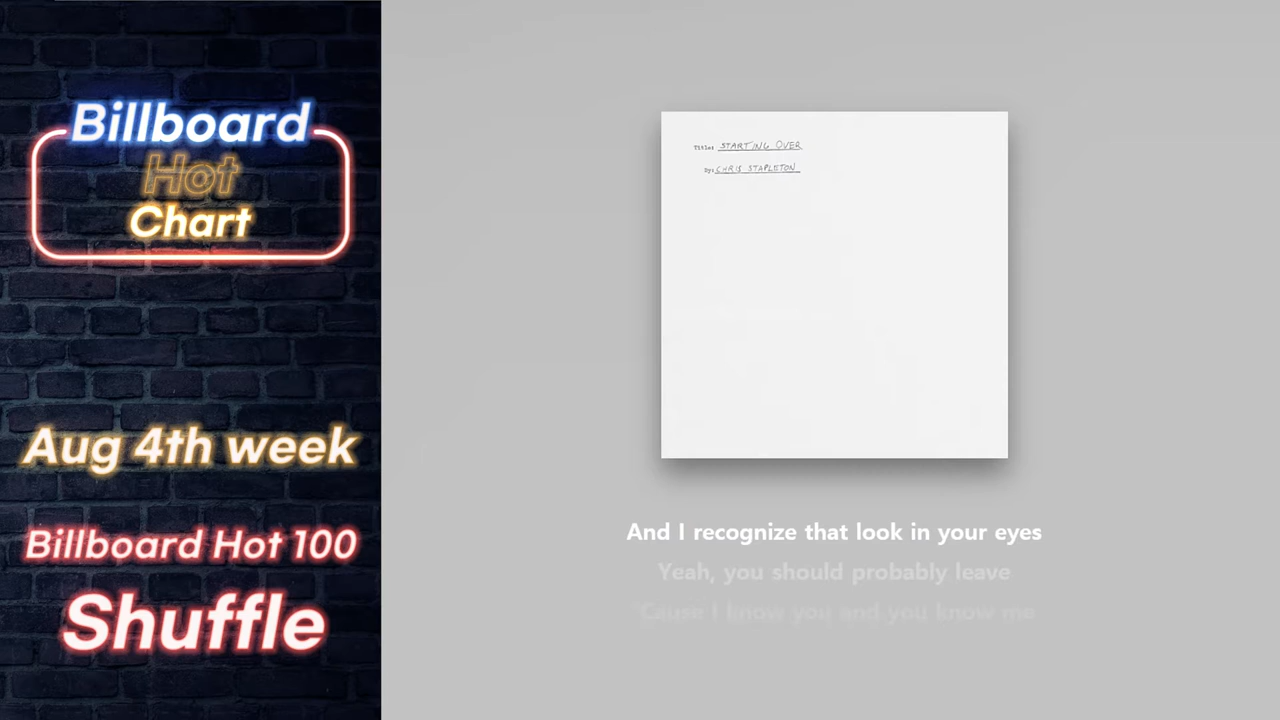 Billboard
Hot
Chart
Aug 4th week
Billboard Hot 100
Shuffle
Title: STARTING OVER
By: CHRIS STAPLETON
And I recognize that look in your eyes
Yeah, you should probably leave
'Cause I know you and you know me